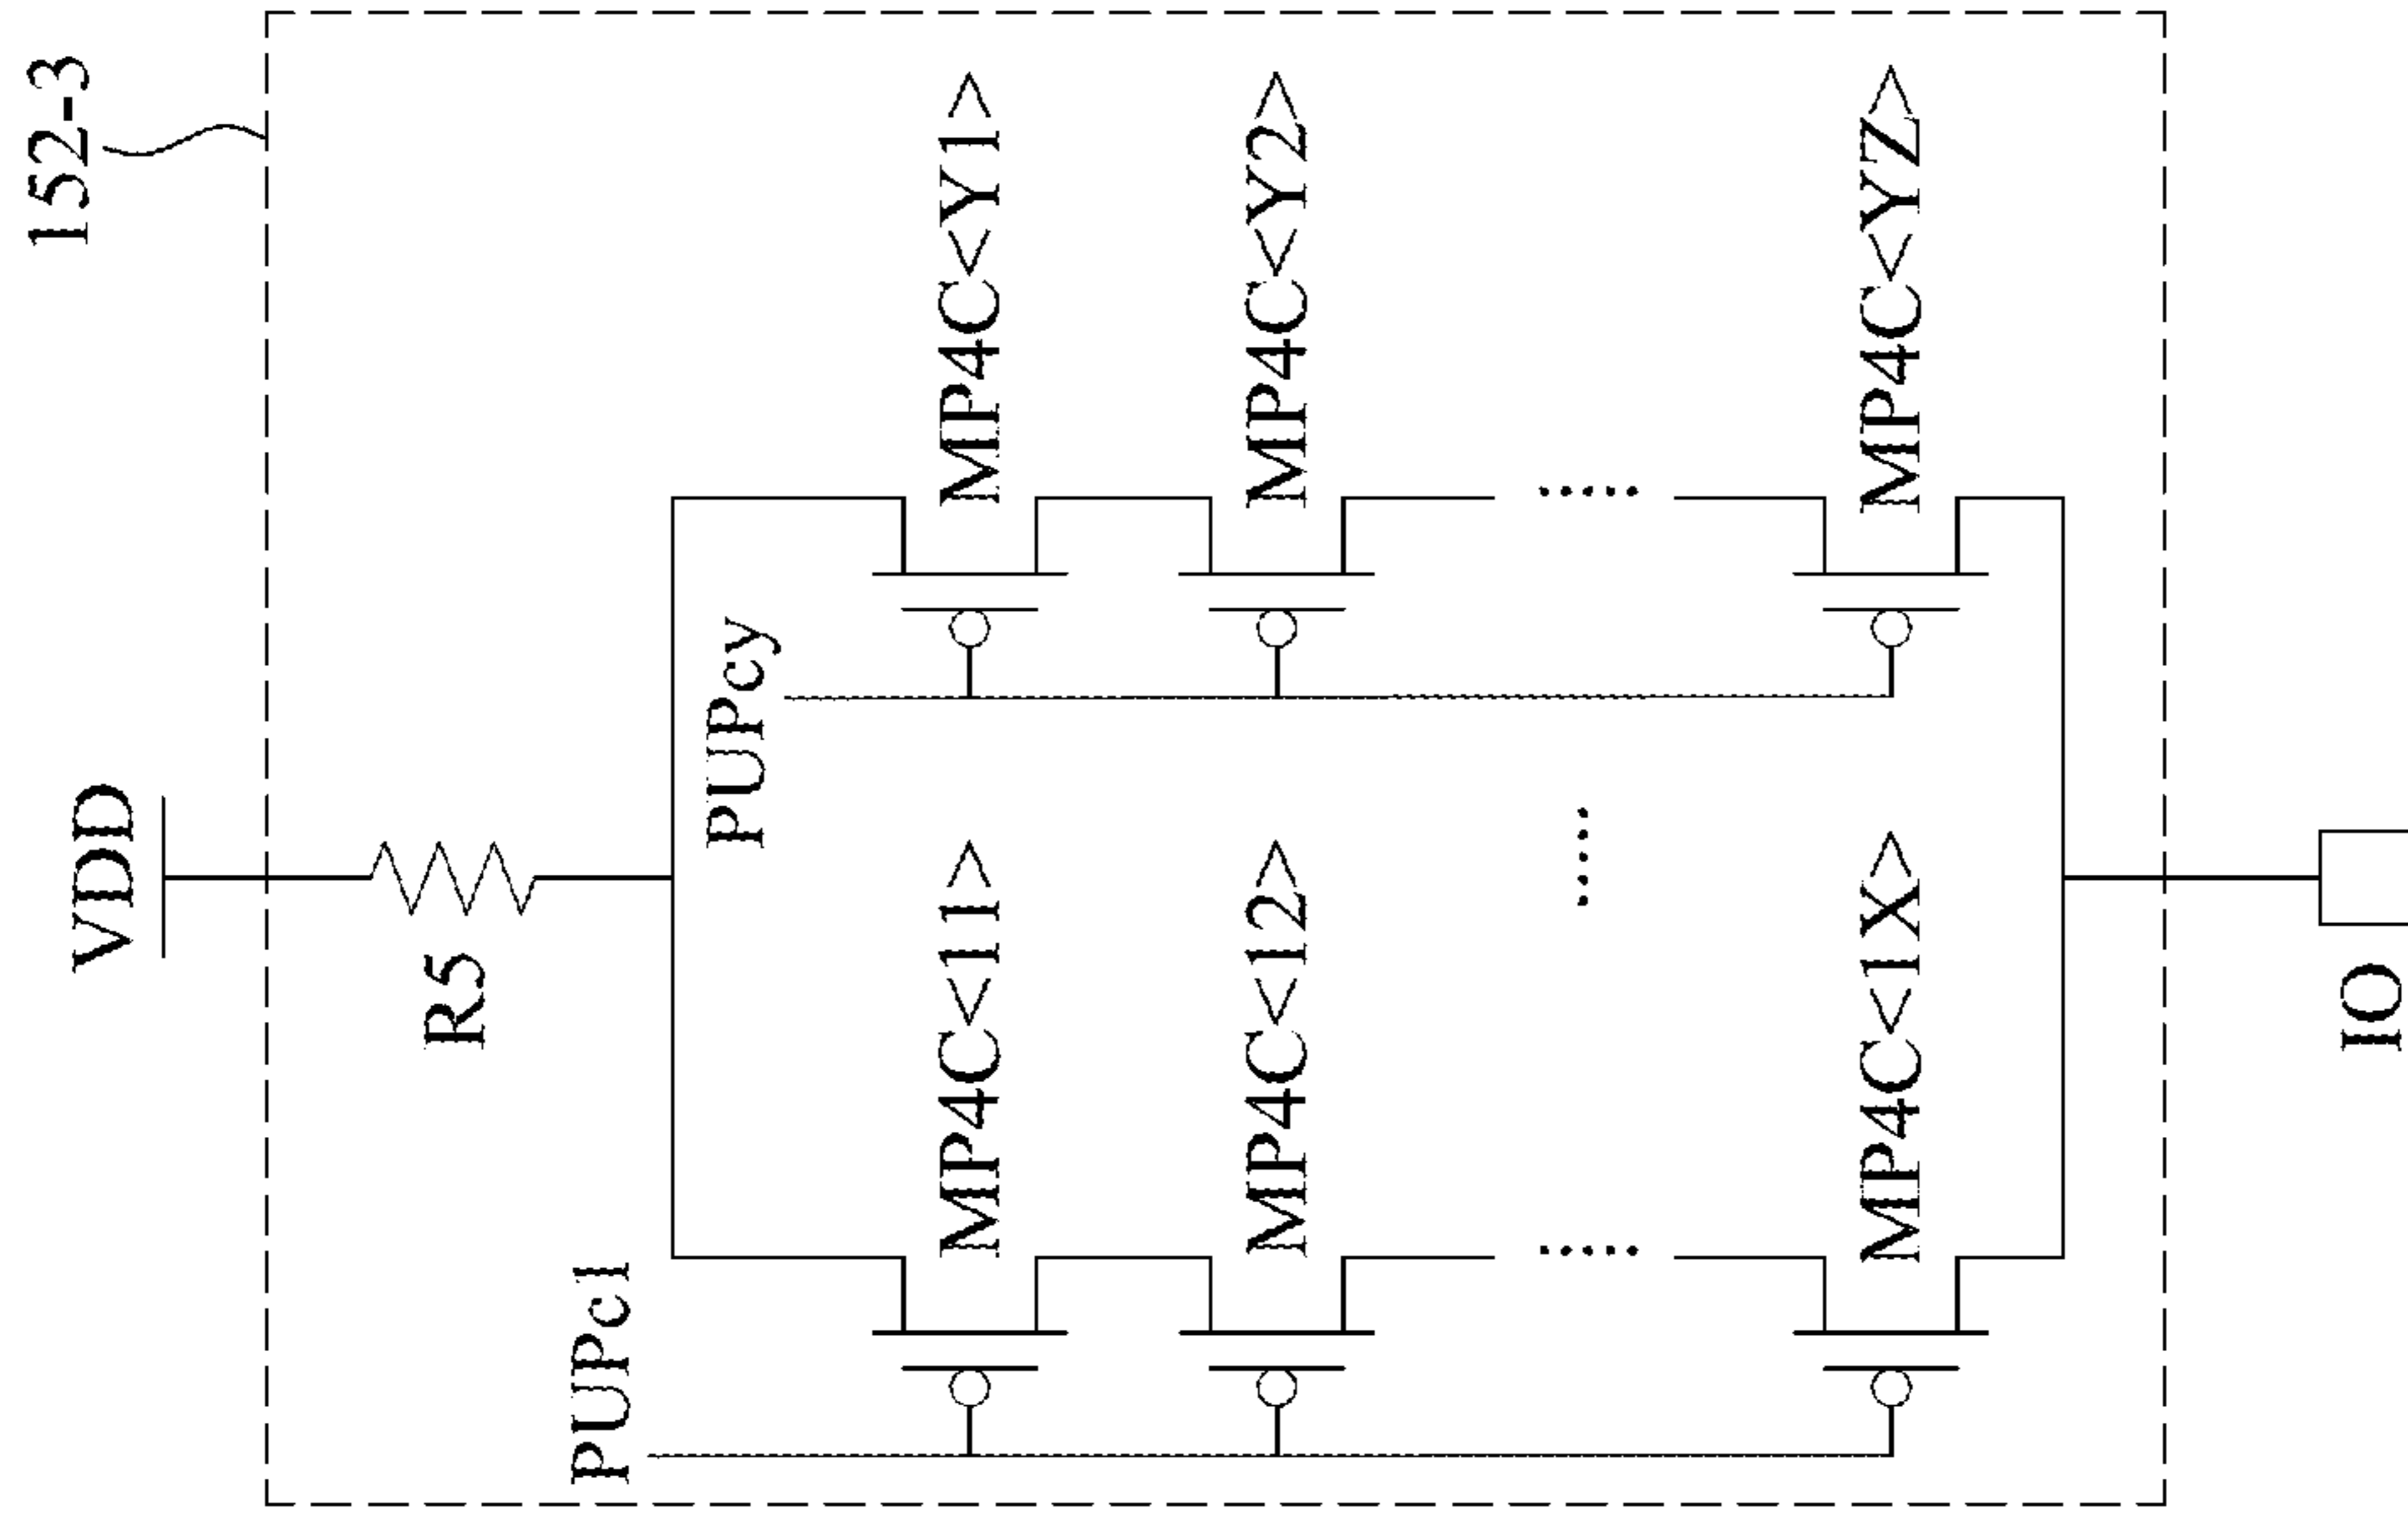 152-3
VDD
R5
PUPc1
PUPcy
MP4C<11>
MP4C<Y1>
MP4C<12>
MP4C<Y2>
MP4C<1X>
MP4C<YZ>
IO